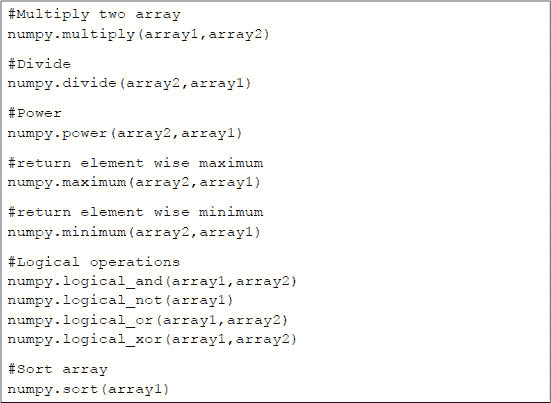 #Multiply two array
numpy.multiply(array1,array2)
#Divide
numpy.divide(array2,array1)
#Power
numpy.power(array2,array1)
#return element wise maximum
numpy.maximum(array2,array1)
#return element wise minimum
numpy.minimum(array2,array1)
#Logical operations
numpy.logical_and(array1,array2)
numpy.logical_not(array1)
numpy.logical_or(array1,array2)
numpy.logical_xor(array1,array2)
#Sort array
numpy.sort(array1)